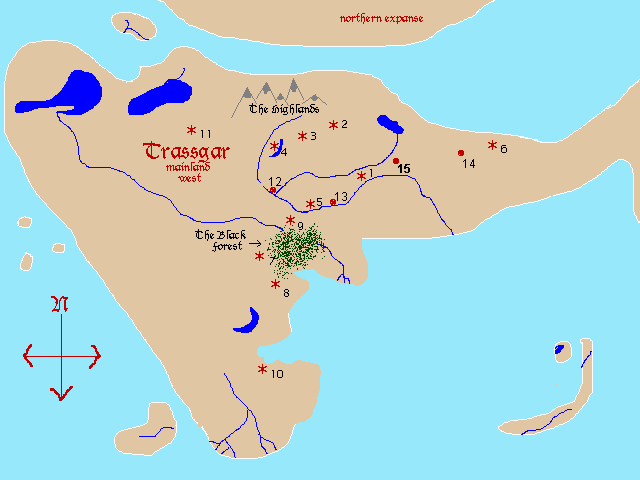 northern expanse
The Highlands
2
3
11
Trassgar
mainland
west
4
6
14
15
1
12
5
13
9
The Black
forest
7
8
N
10